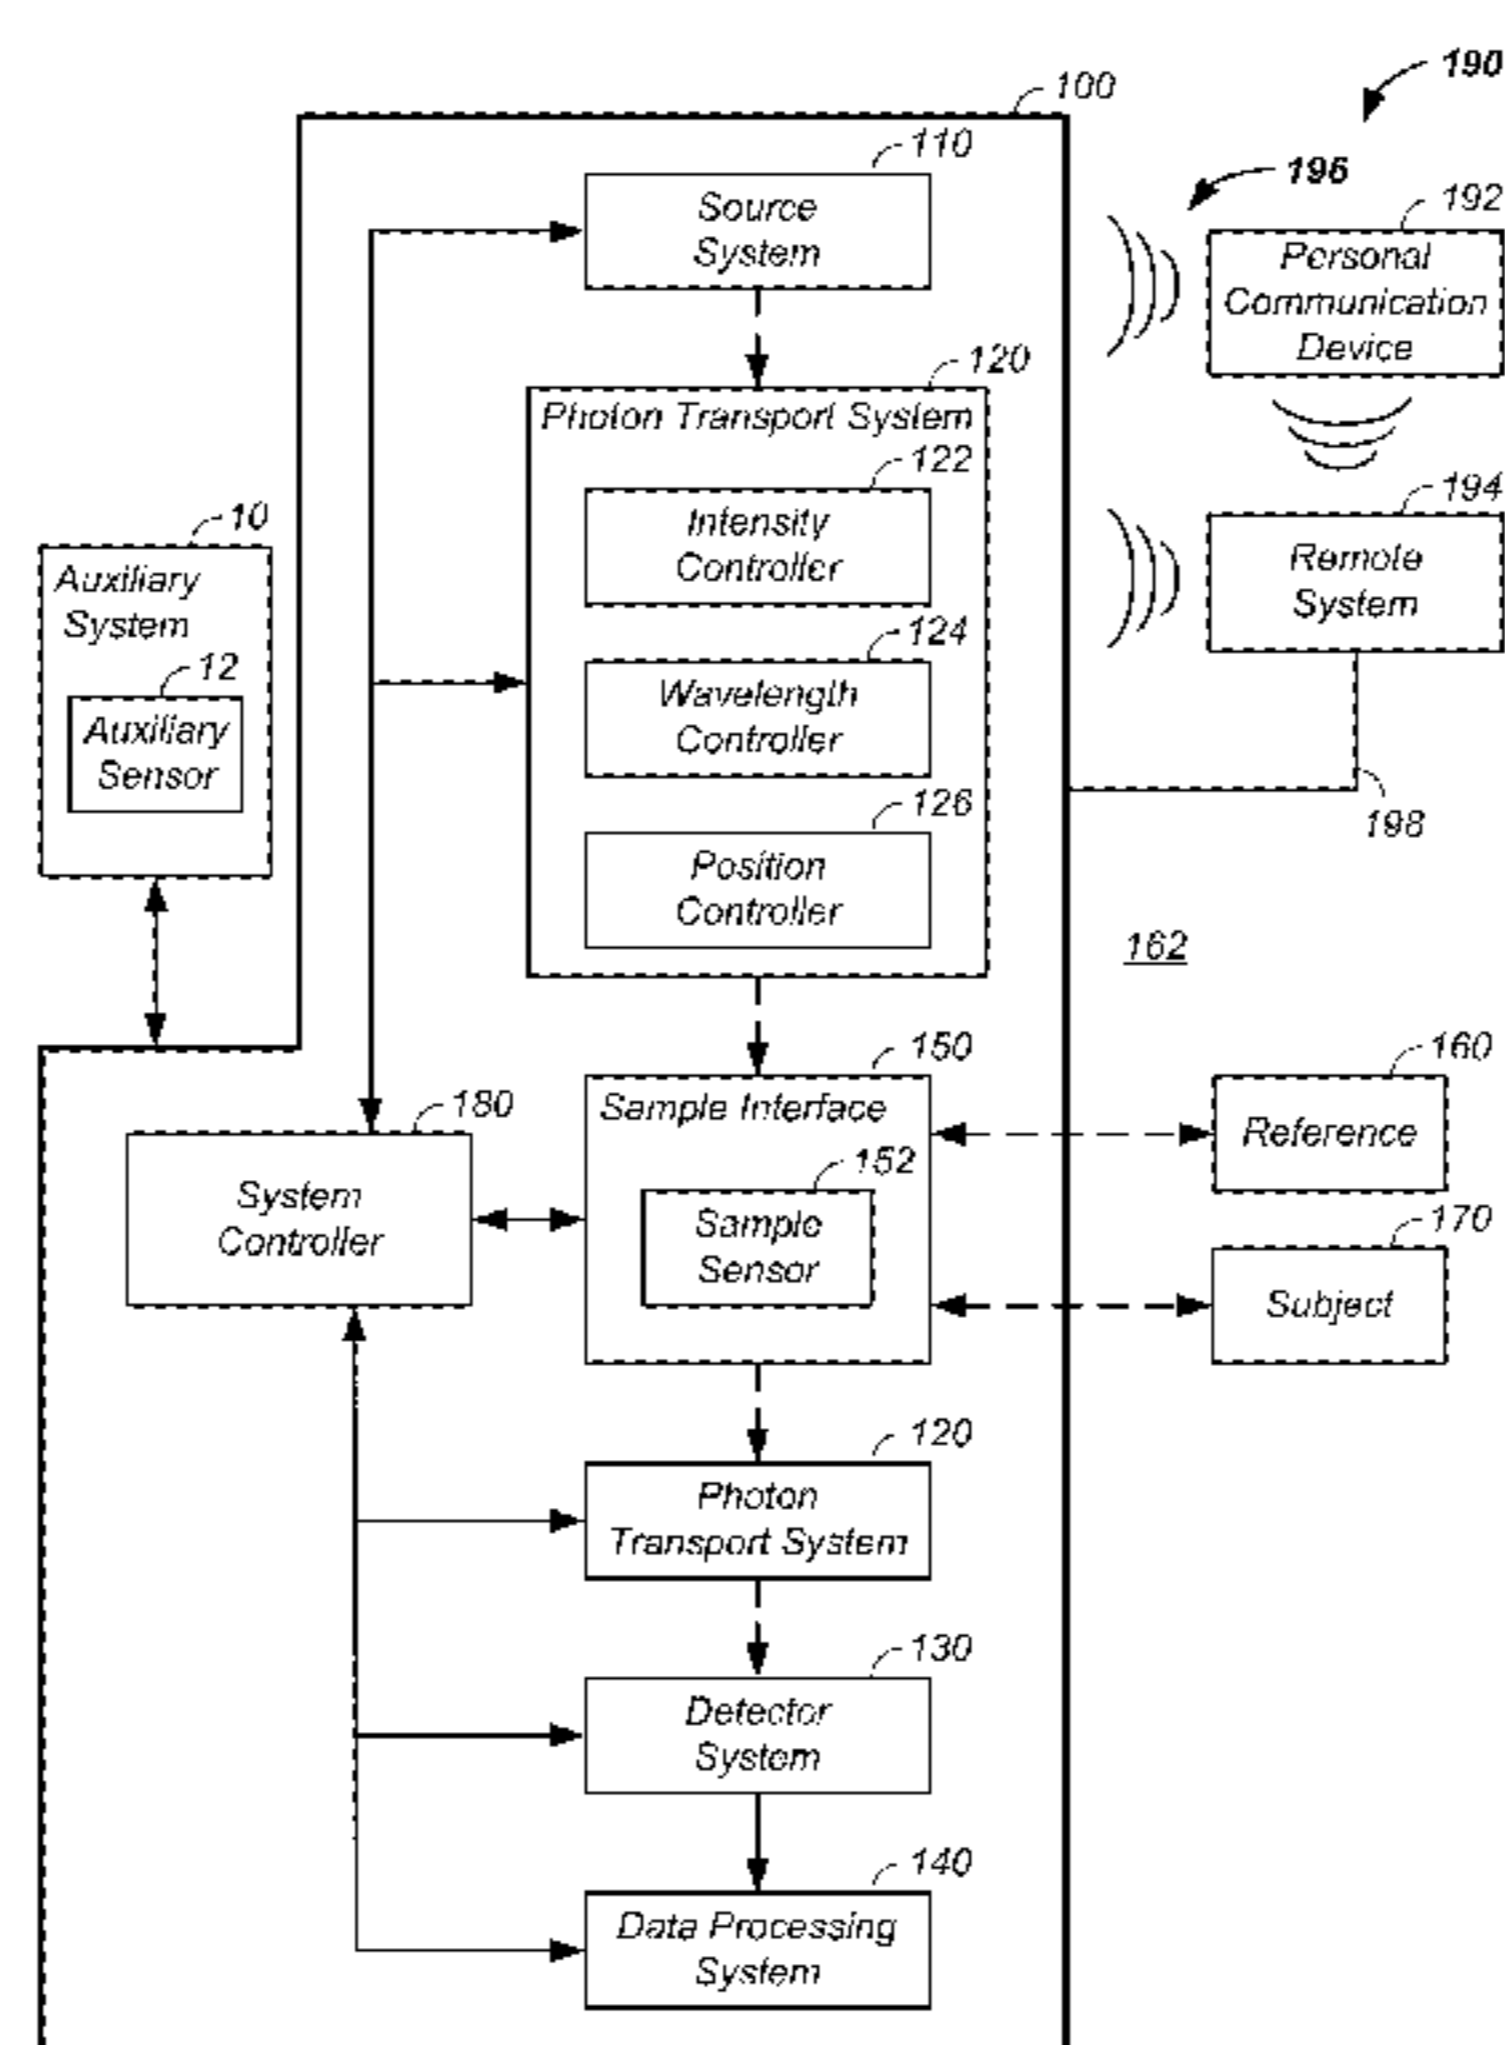 190
100
110
Source
System
196
192
Personal
Communication
Device
120
Photon Transport System
122
Intensity
Controller
194
Remote
System
10
Auxiliary
System
12
Auxiliary
Sensor
124
Wavelength
Controller
198
126
Position
Controller
162
150
Sample Interface
160
Reference
180
System
Controller
152
Sample
Sensor
170
Subject
120
Photon
Transport System
130
Detector
System
140
Data Processing
System